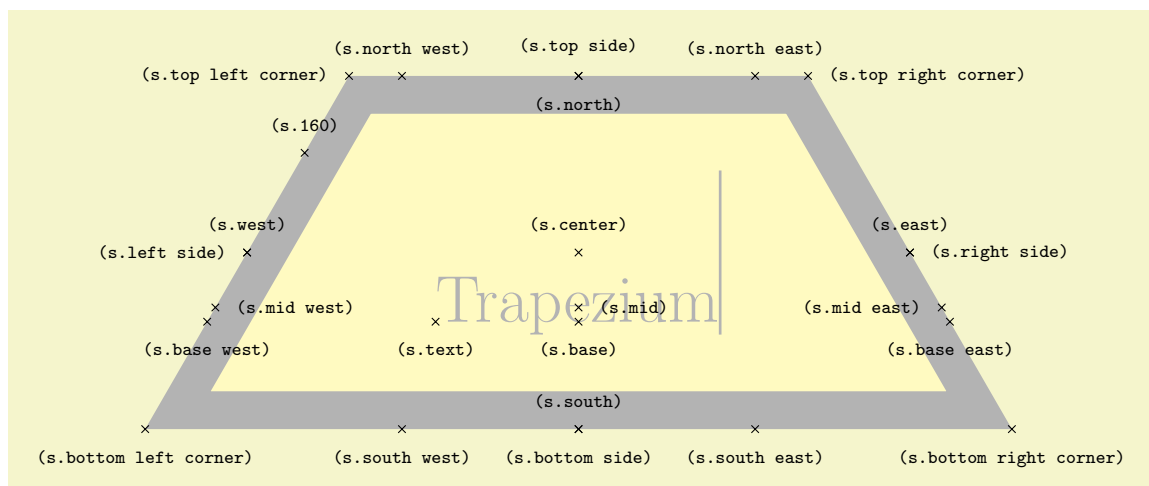 (s.north west) (s.top side) (s.north east)
(s.top left corner) (s.top right corner)
(s.north)
(s.160)
(s.west) (s.center) (s.east)
(s.left side) (s.right side)
Trapezium
(s.mid west) (s.mid) (s.mid east)
(s.base west) (s.text) (s.base) (s.base east)
(s.south)
(s.bottom left corner) (s.south west) (s.bottom side) (s.south east) (s.bottom right corner)